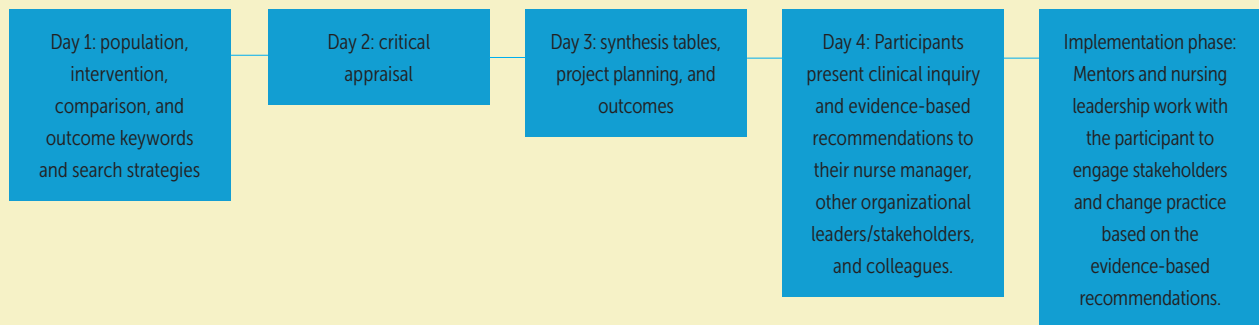 Day 1: population,
intervention,
comparison, and
outcome keywords
and search strategies
Day 2: critical
appraisal
Day 3: synthesis tables,
project planning, and
outcomes
Day 4: Participants
present clinical inquiry
and evidence-based
recommendations to
their nurse manager,
other organizational
leaders/stakeholders,
and colleagues.
Implementation phase:
Mentors and nursing
leadership work with
the participant to
engage stakeholders
and change practice
based on the
evidence-based
recommendations.